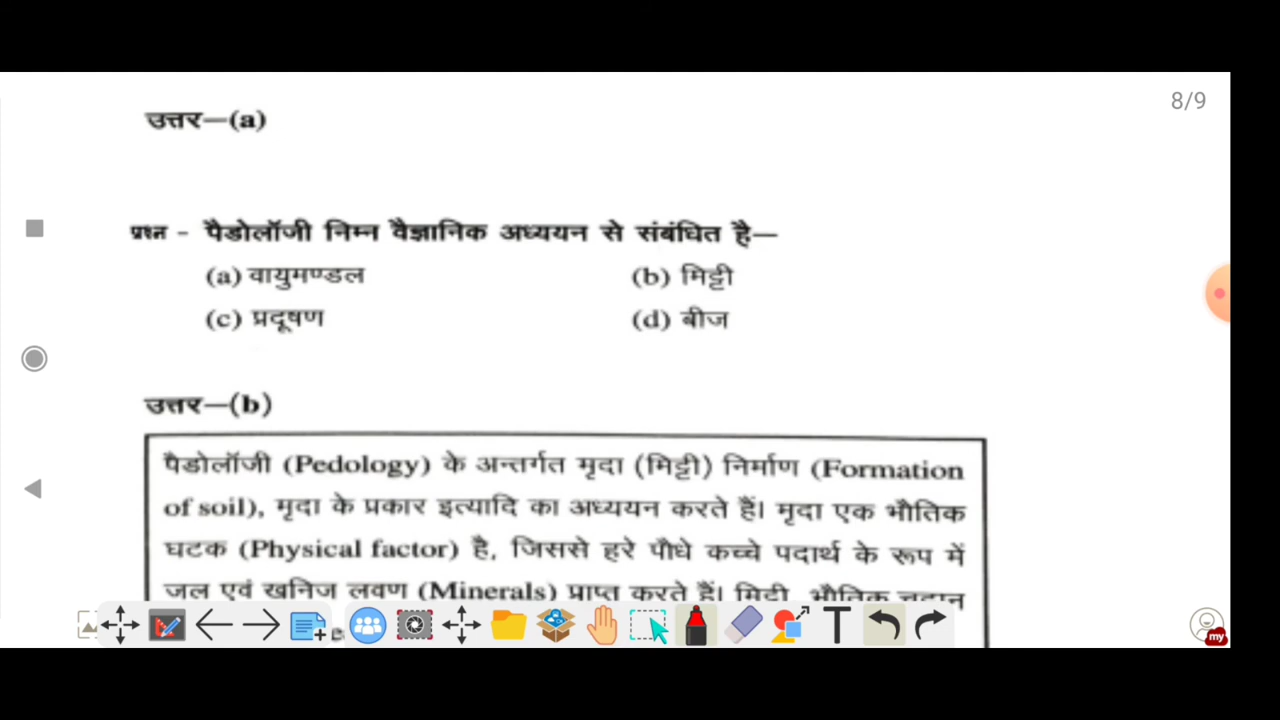 8/9
उत्तर—(a)
प्रश्न - पैडोलॉजी निम्न वैज्ञानिक अध्ययन से संबंधित है—
(a) वायुमण्डल (b) मिट्टी
(c) प्रदूषण (d) बीज
उत्तर—(b)
पैडोलॉजी (Pedology) के अन्तर्गत मृदा (मिट्टी) निर्माण (Formation
of soil), मृदा के प्रकार इत्यादि का अध्ययन करते हैं। मृदा एक भौतिक
घटक (Physical factor) है, जिससे हरे पौधे कच्चे पदार्थ के रूप में
जल एवं खनिज लवण (Minerals) प्राप्त करते हैं। मिट्टी, भौतिक
T
my